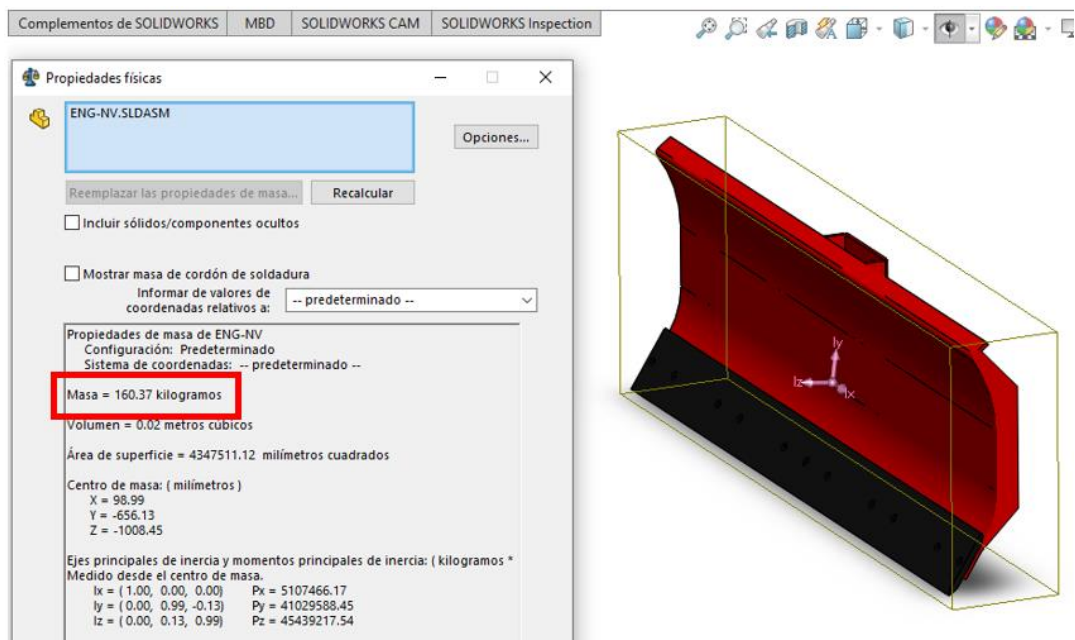 Complementos de SOLIDWORKS MBD SOLIDWORKS CAM SOLIDWORKS Inspection
Propiedades físicas
ENG-NV.SLDASM
Opciones...
Reemplazar las propiedades de masa... Recalcular
Incluir sólidos/componentes ocultos
Mostrar masa de cordón de soldadura
Informar de valores de
coordenadas relativos a: -- predeterminado --
Propiedades de masa de ENG-NV
Configuración: Predeterminado
Sistema de coordenadas: -- predeterminado --
Masa = 160.37 kilogramos
Volumen = 0.02 metros cúbicos
Área de superficie = 4347511.12 milímetros cuadrados
Centro de masa: ( milímetros )
X = 98.99
Y = -656.13
Z = -1008.45
Ejes principales de inercia y momentos principales de inercia: ( kilogramos *
Medido desde el centro de masa.
Ix = ( 1.00, 0.00, 0.00) Px = 5107466.17
Iy = ( 0.00, 0.99, -0.13) Py = 41029588.45
Iz = ( 0.00, 0.13, 0.99) Pz = 45439217.54
Iy
Iz
Ix